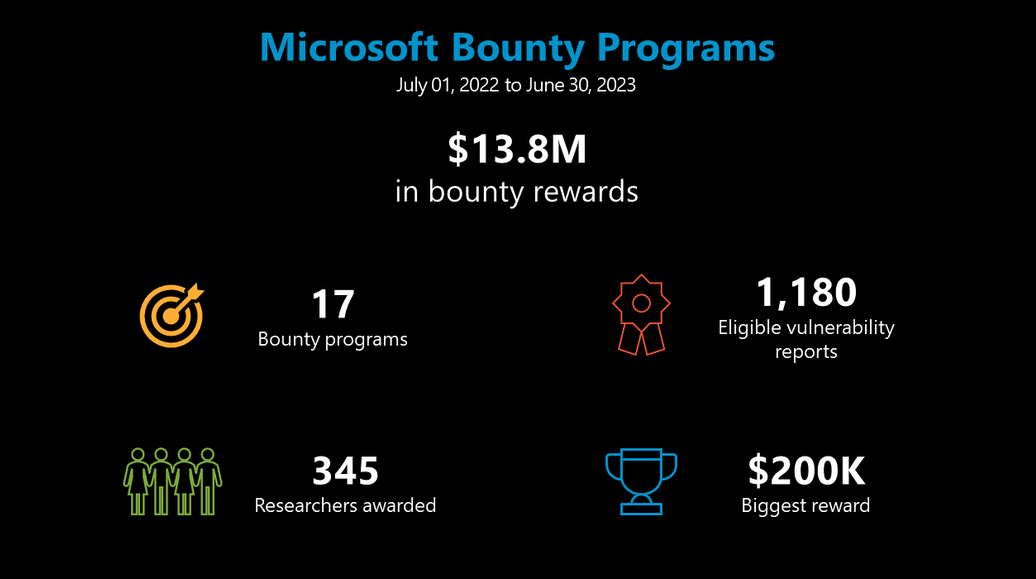 Microsoft Bounty Programs
July 01, 2022 to June 30, 2023
$13.8M
in bounty rewards
17
Bounty programs
1,180
Eligible vulnerability
reports
345
Researchers awarded
$200K
Biggest reward